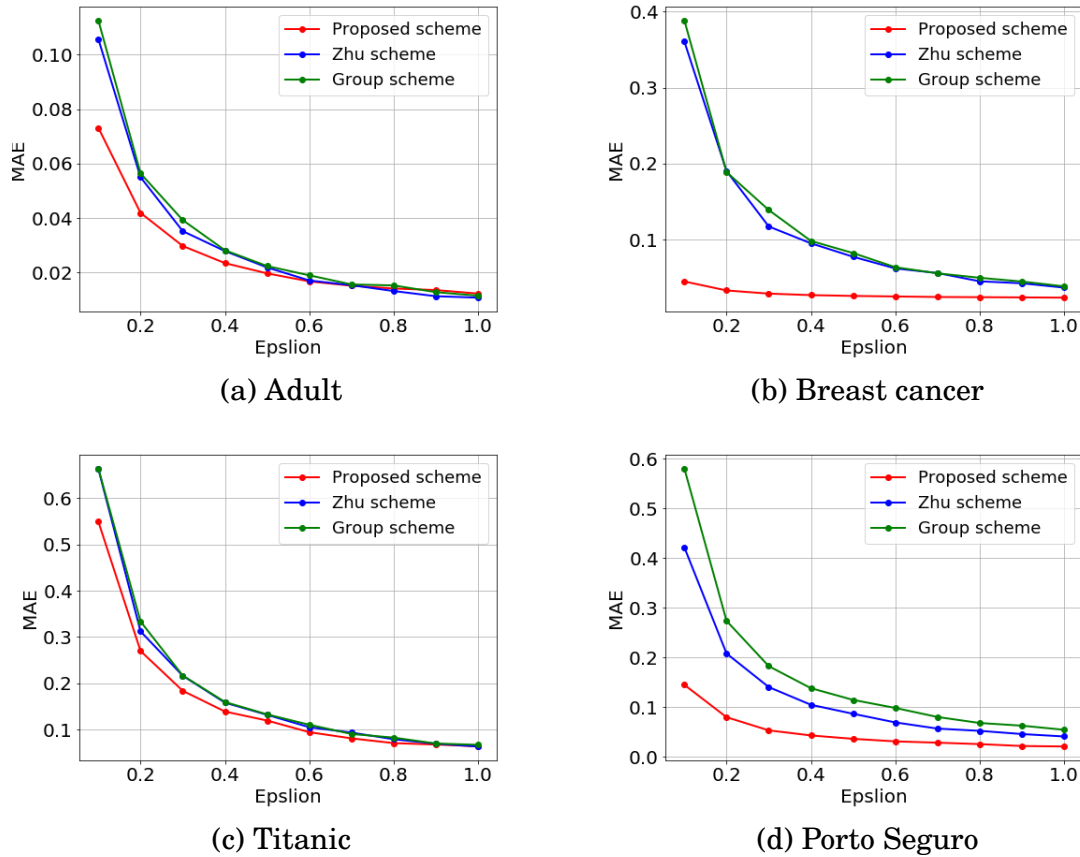 Proposed scheme
Zhu scheme
Group scheme
0.10
0.08
0.06
0.04
0.02
MAE
0.2 0.4 0.6 0.8 1.0
Epslion
(a) Adult
Proposed scheme
Zhu scheme
Group scheme
0.4
0.3
0.2
0.1
MAE
0.2 0.4 0.6 0.8 1.0
Epslion
(b) Breast cancer
Proposed scheme
Zhu scheme
Group scheme
0.6
0.5
0.4
0.3
0.2
0.1
MAE
0.2 0.4 0.6 0.8 1.0
Epslion
(c) Titanic
Proposed scheme
Zhu scheme
Group scheme
0.6
0.5
0.4
0.3
0.2
0.1
0.0
MAE
0.2 0.4 0.6 0.8 1.0
Epslion
(d) Porto Seguro